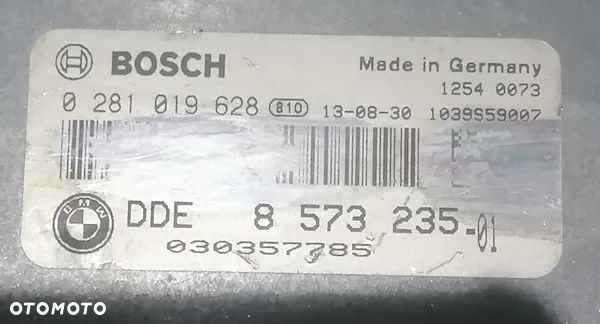 BOSCH Made in Germany
1254 0073
0 281 019 628 810 13-08-30 1039S59007
BMW DDE 8 573 235-01
030357785
OTOMOTO